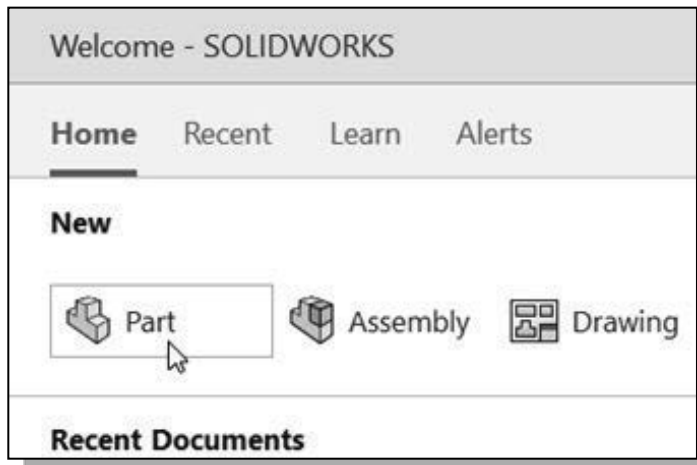 Welcome - SOLIDWORKS
Home Recent Learn Alerts
New
Part Assembly Drawing
Recent Documents